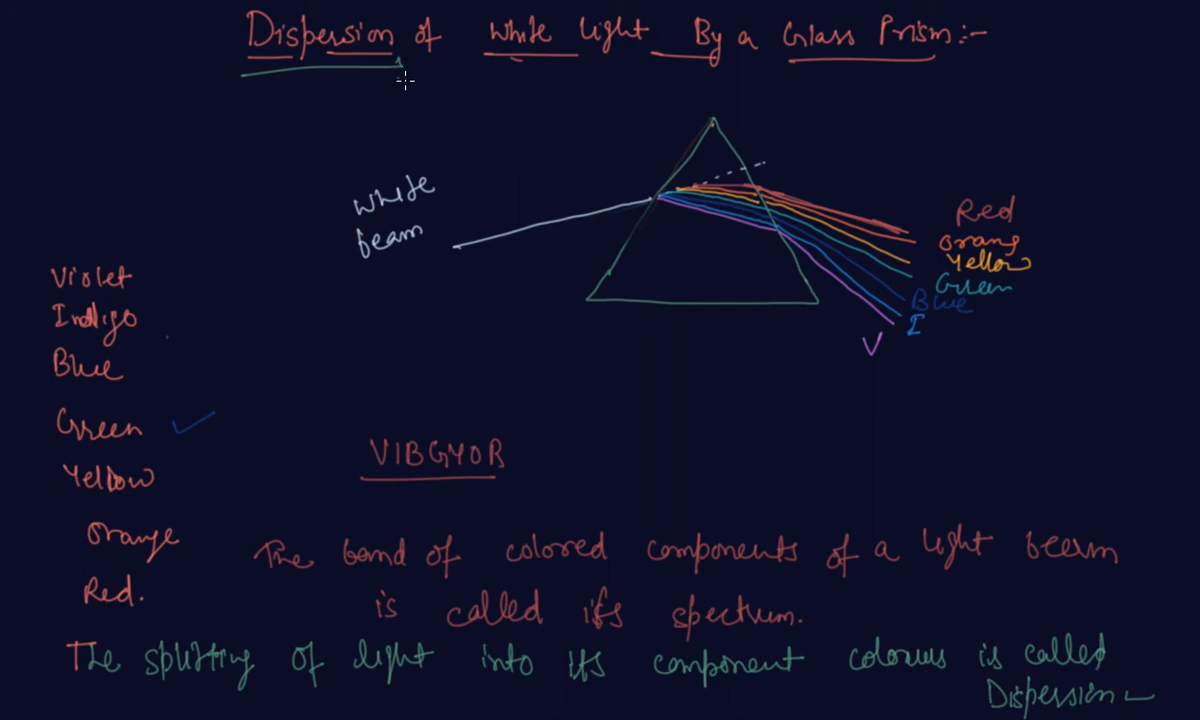 Dispersion of white light By a Glass Prism:-
White
beam
Red
Orang
Yellow
Green
Blue
I
V
Violet
Indigo
Blue
Green
Yellow
Orange
Red.
VIBGYOR
The band of colored components of a light beam
is called its spectrum.
The splitting of light into its component colours is called
Dispersion